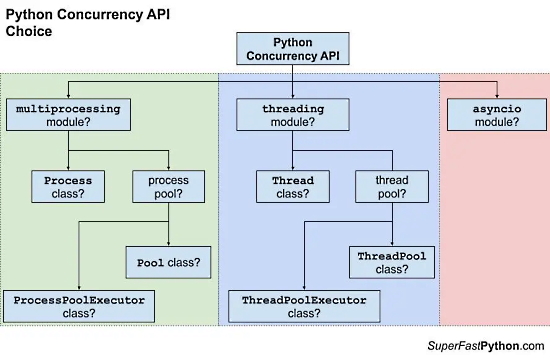 Python Concurrency API
Choice
Python
Concurrency API
multiprocessing
module?
threading
module?
asyncio
module?
Process
class?
process
pool?
Thread
class?
thread
pool?
Pool class?
ThreadPool
class?
ProcessPoolExecutor
class?
ThreadPoolExecutor
class?
SuperFastPython.com